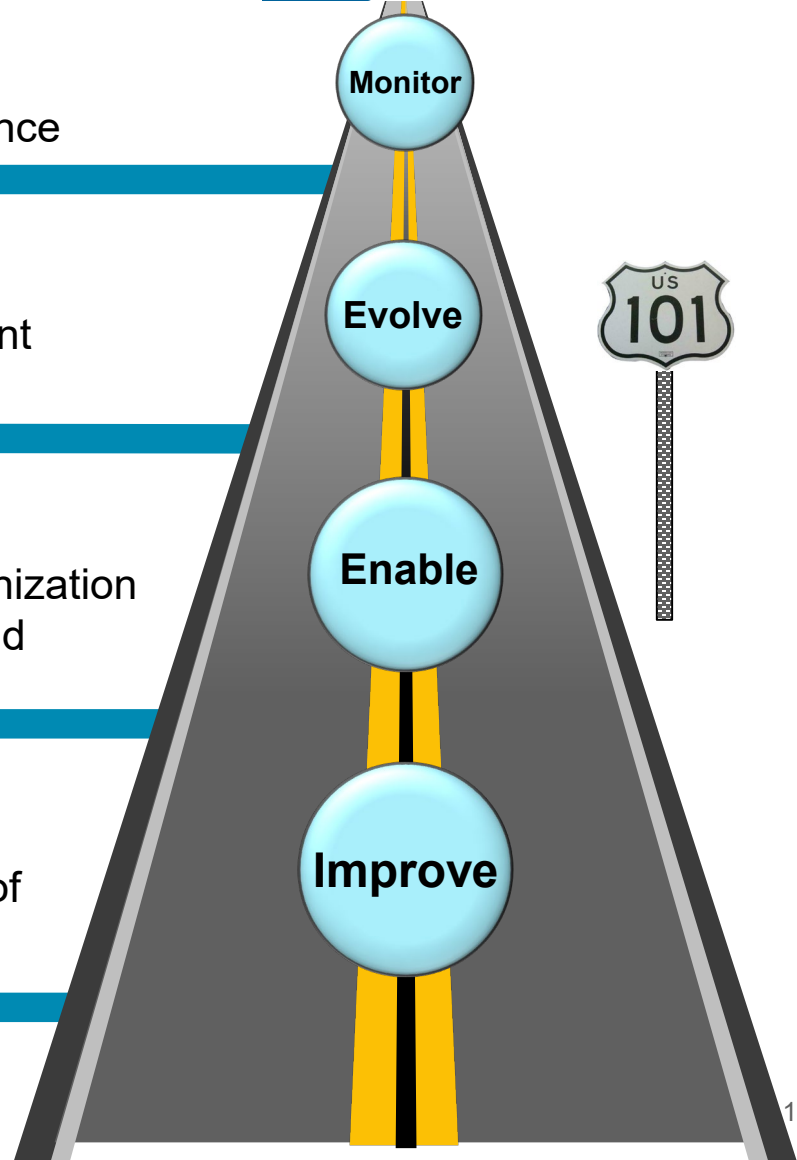 Monitor
nce
Evolve
nt
US
101
Enable
nization
d
Improve
of
1